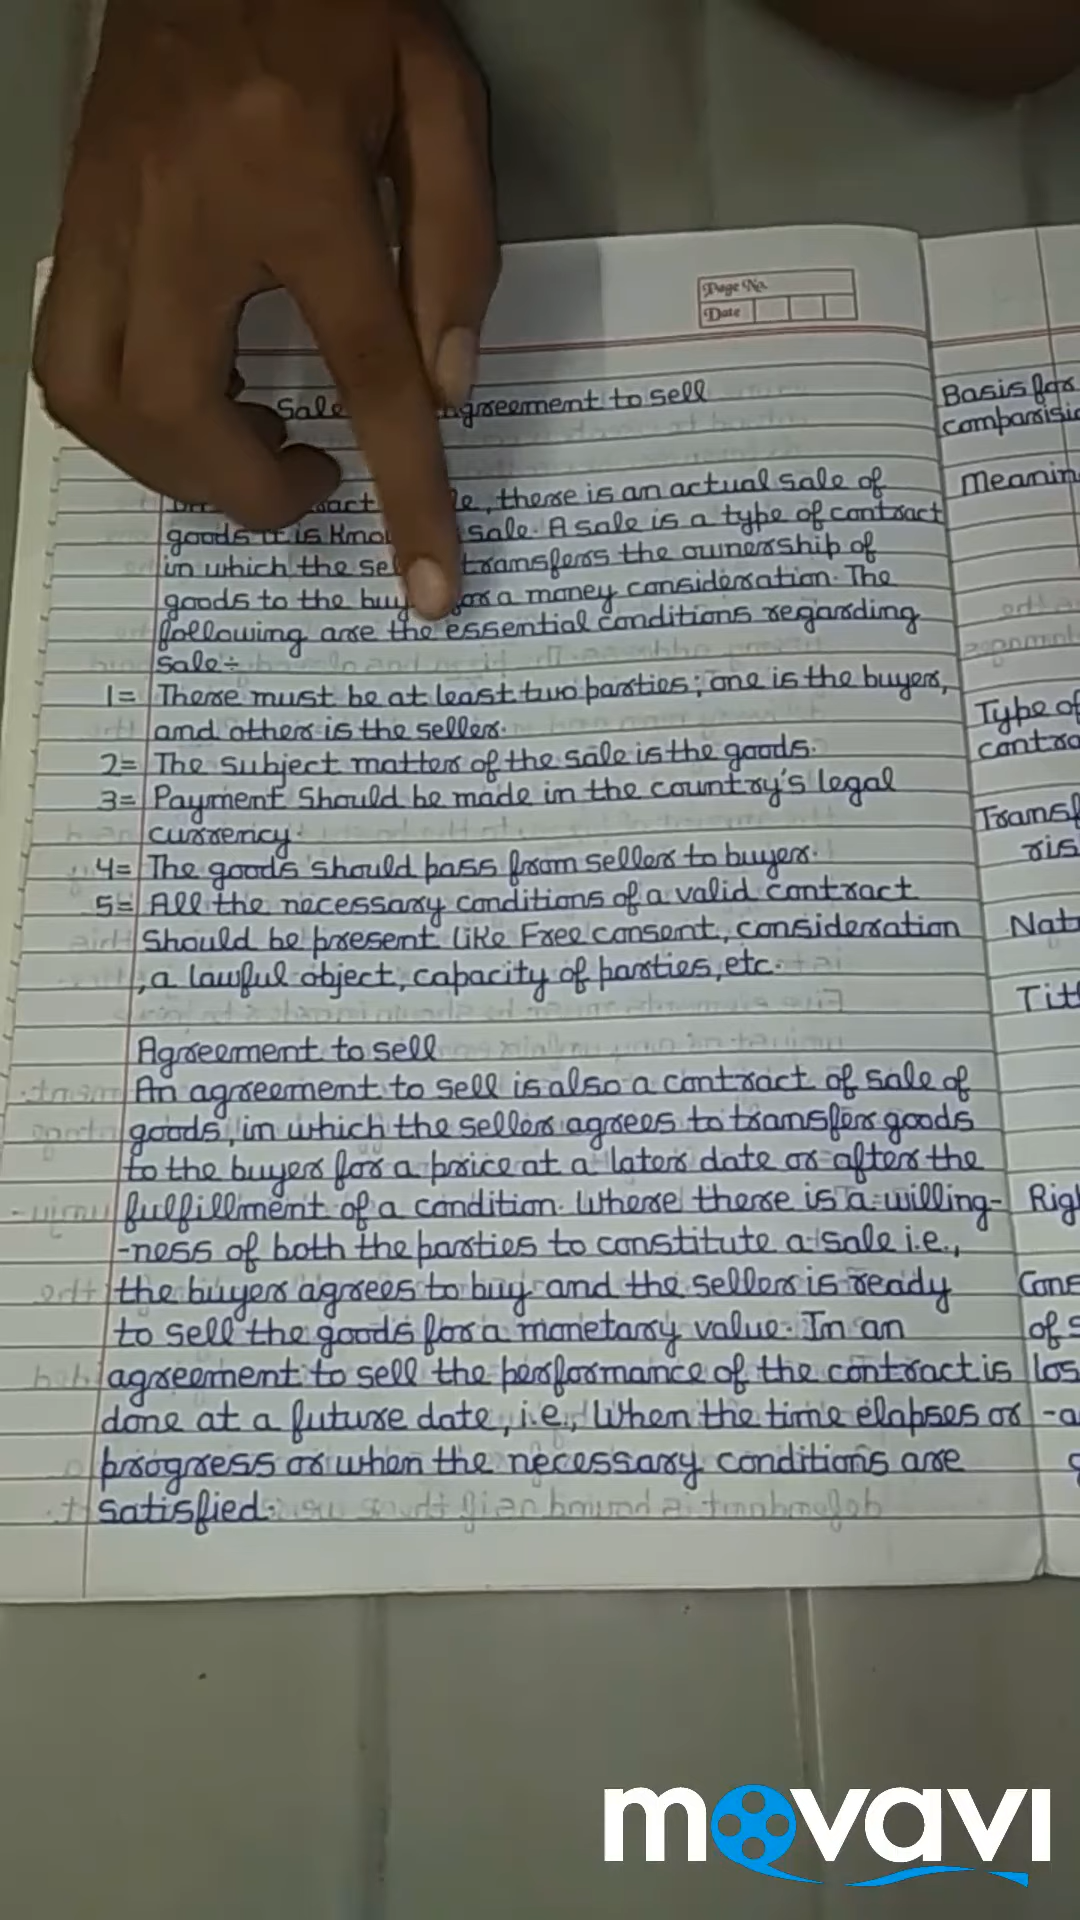 Page No.
Date
Sale agreement to sell
there is an actual sale of
goods it is sale. A sale is a type of contract
in which the transfers the ownership of
goods to the for a money consideration. The
following are the essential conditions regarding
sale÷
1= There must be at least two parties; one is the buyer,
and other is the seller.
2= The subject matter of the sale is the goods.
3= Payment should be made in the country's legal
currency.
4= The goods should pass from seller to buyer.
5= All the necessary conditions of a valid contract
should be present like Free consent, consideration
, a lawful object, capacity of parties, etc.
Agreement to sell
An agreement to sell is also a contract of sale of
goods, in which the seller agrees to transfer goods
to the buyer for a price at a later date or after the
fulfillment of a condition. Where there is a willing-
-ness of both the parties to constitute a sale i.e.,
the buyer agrees to buy and the seller is ready
to sell the goods for a monetary value. In an
agreement to sell the performance of the contract is
done at a future date, i.e., When the time elapses or
progress or when the necessary conditions are
satisfied.
Basis for
comparisi
Meanin
Type of
contra
Transf
ris
Nat
Tit
Rig
Cons
of
los
-a
movavi